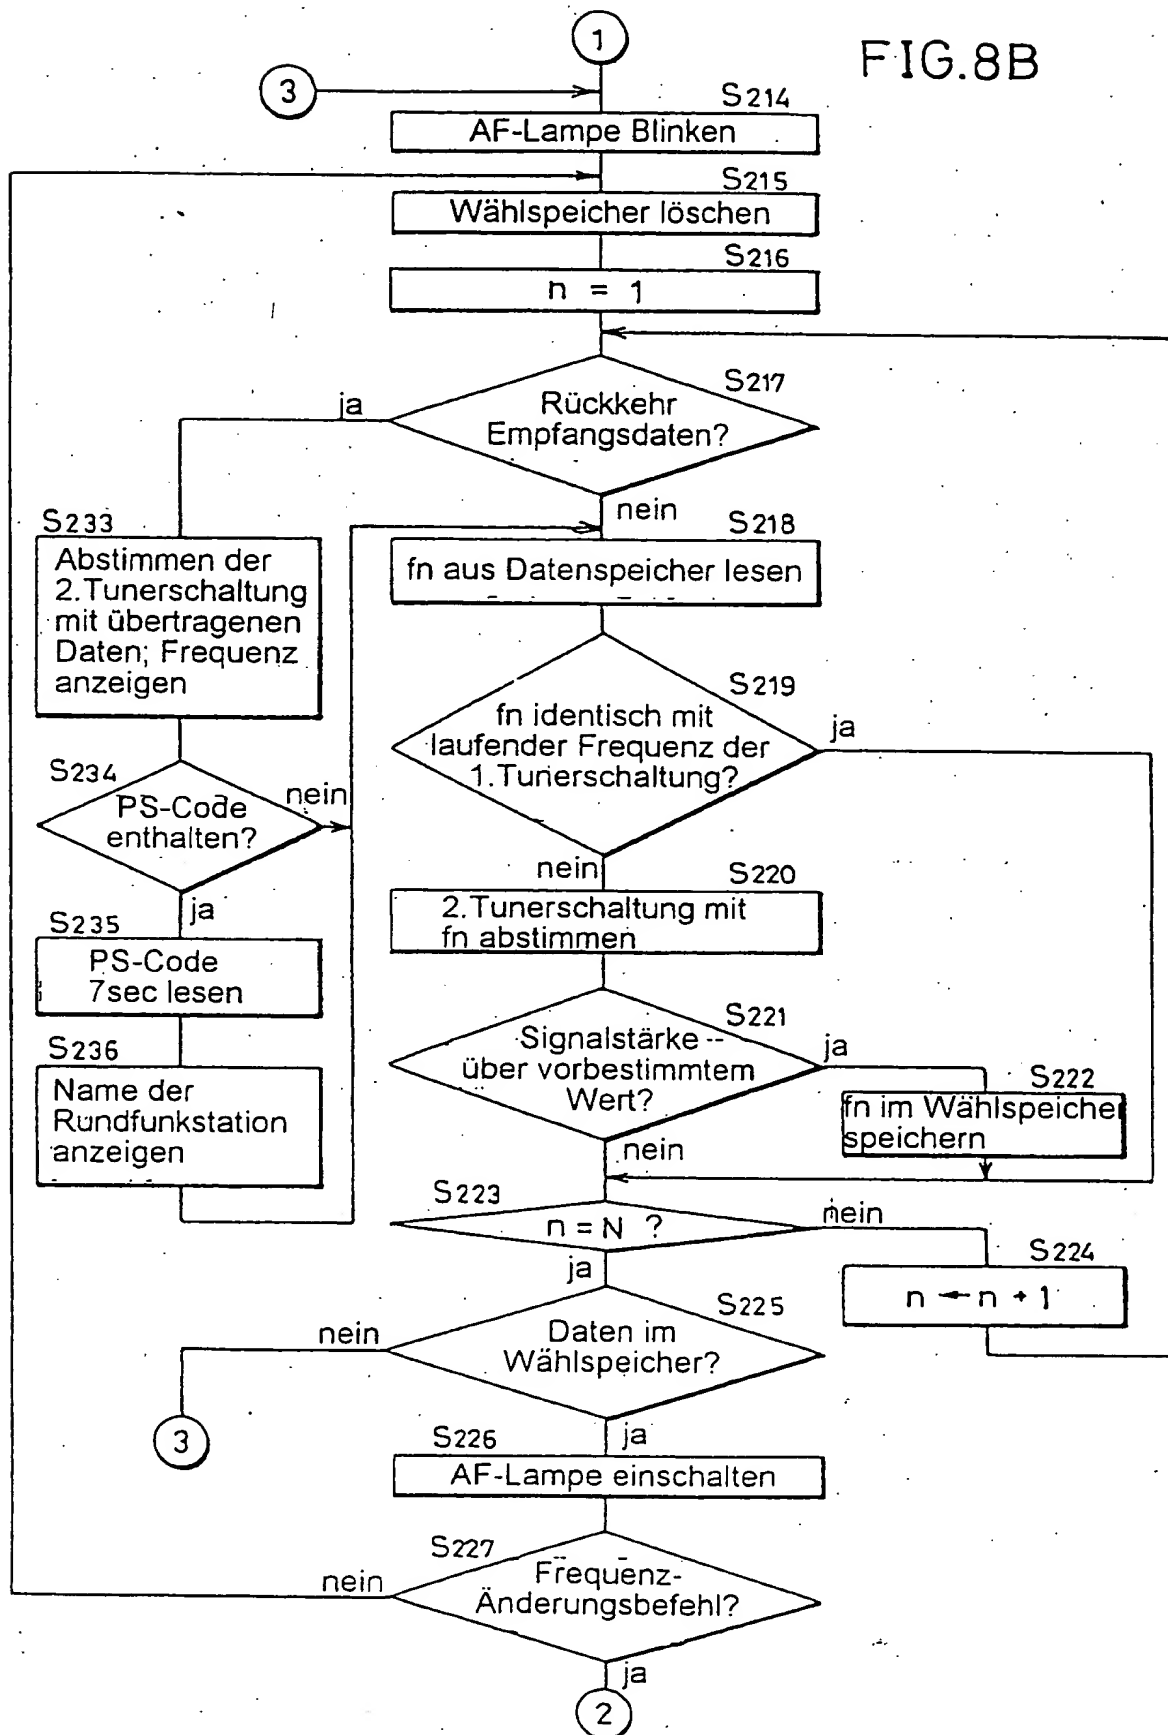 1
FIG.8B
3
S214
AF-Lampe Blinken
S215
Wählspeicher löschen
S216
n = 1
S217
ja
Rückkehr
Empfangsdaten?
nein
S233
Abstimmen der
2.Tunerschaltung
mit übertragenen
Daten; Frequenz
anzeigen
S218
fn aus Datenspeicher lesen
S219
fn identisch mit
laufender Frequenz der
1.Tunerschaltung?
ja
nein
S234
PS-Code
enthalten?
nein
ja
S220
2.Tunerschaltung mit
fn abstimmen
S235
PS-Code
7sec lesen
S221
Signalstärke
über vorbestimmtem
Wert?
ja
nein
S222
fn im Wählspeicher
speichern
S236
Name der
Rundfunkstation
anzeigen
S223
n = N ?
nein
ja
S224
n ← n + 1
S225
Daten im
Wählspeicher?
nein
3
ja
S226
AF-Lampe einschalten
S227
Frequenz-
Änderungsbefehl?
nein
ja
2